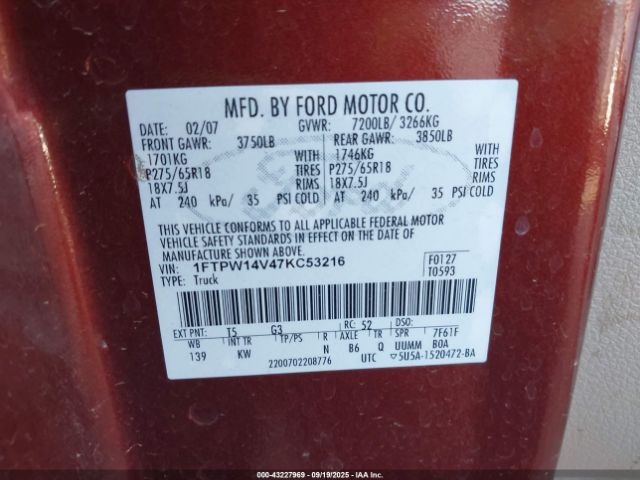 MFD. BY FORD MOTOR CO.
DATE: 02/07 GVWR: 7200LB/ 3266KG
FRONT GAWR: 3750LB REAR GAWR: 3850LB
1701KG WITH 1746KG WITH
P275/65R18 TIRES P275/65R18 TIRES
18X7.5J RIMS 18X7.5J RIMS
AT 240 kPa/ 35 PSI COLD AT 240 kPa/ 35 PSI COLD
THIS VEHICLE CONFORMS TO ALL APPLICABLE FEDERAL MOTOR
VEHICLE SAFETY STANDARDS IN EFFECT ON THE DATE OF
MANUFACTURE SHOWN ABOVE.
VIN: 1FTPW14V47KC53216 F0127
TYPE: Truck T0593
EXT PNT: T5 G3 RC: 52 DSO:
WB INT TR TP/PS R AXLE TR SPR 7F61F
139 KW N B6 Q UUMM BOA
2200702208776 UTC ▽5U5A-1520472-BA
00-43227969 - 09/19/2025 - IAAI.com